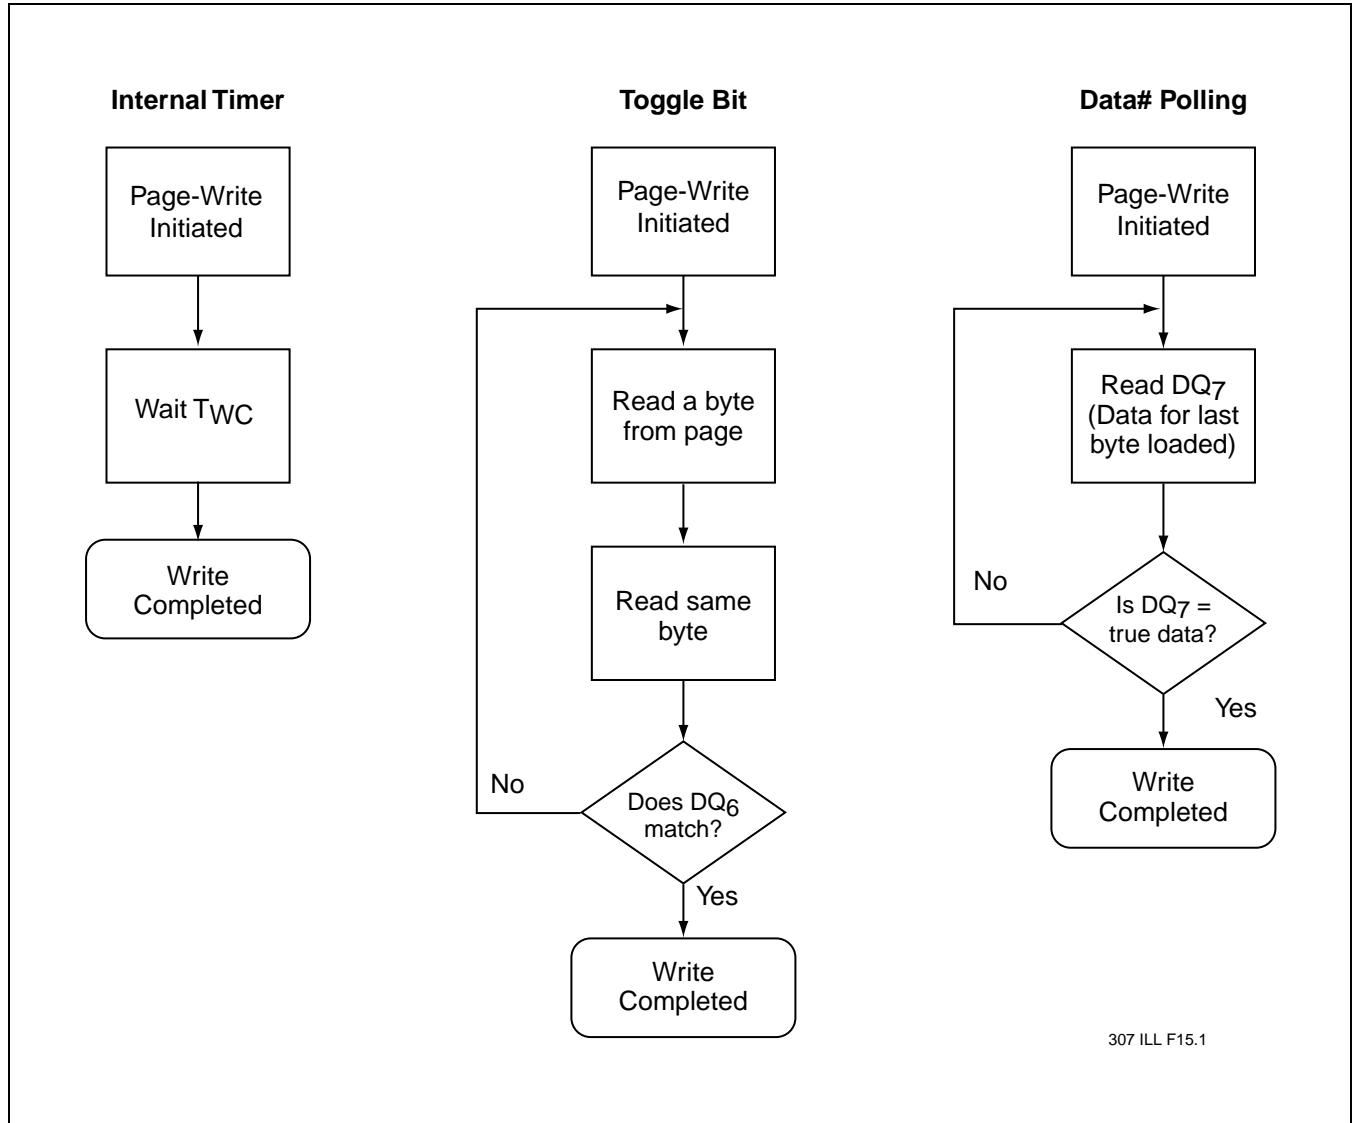 Internal Timer
Page-Write
Initiated
Wait TWC
Write
Completed
Toggle Bit
Page-Write
Initiated
Read a byte
from page
Read same
byte
No
Does DQ6
match?
Yes
Write
Completed
Data# Polling
Page-Write
Initiated
Read DQ7
(Data for last
byte loaded)
No
Is DQ7 =
true data?
Yes
Write
Completed
307 ILL F15.1